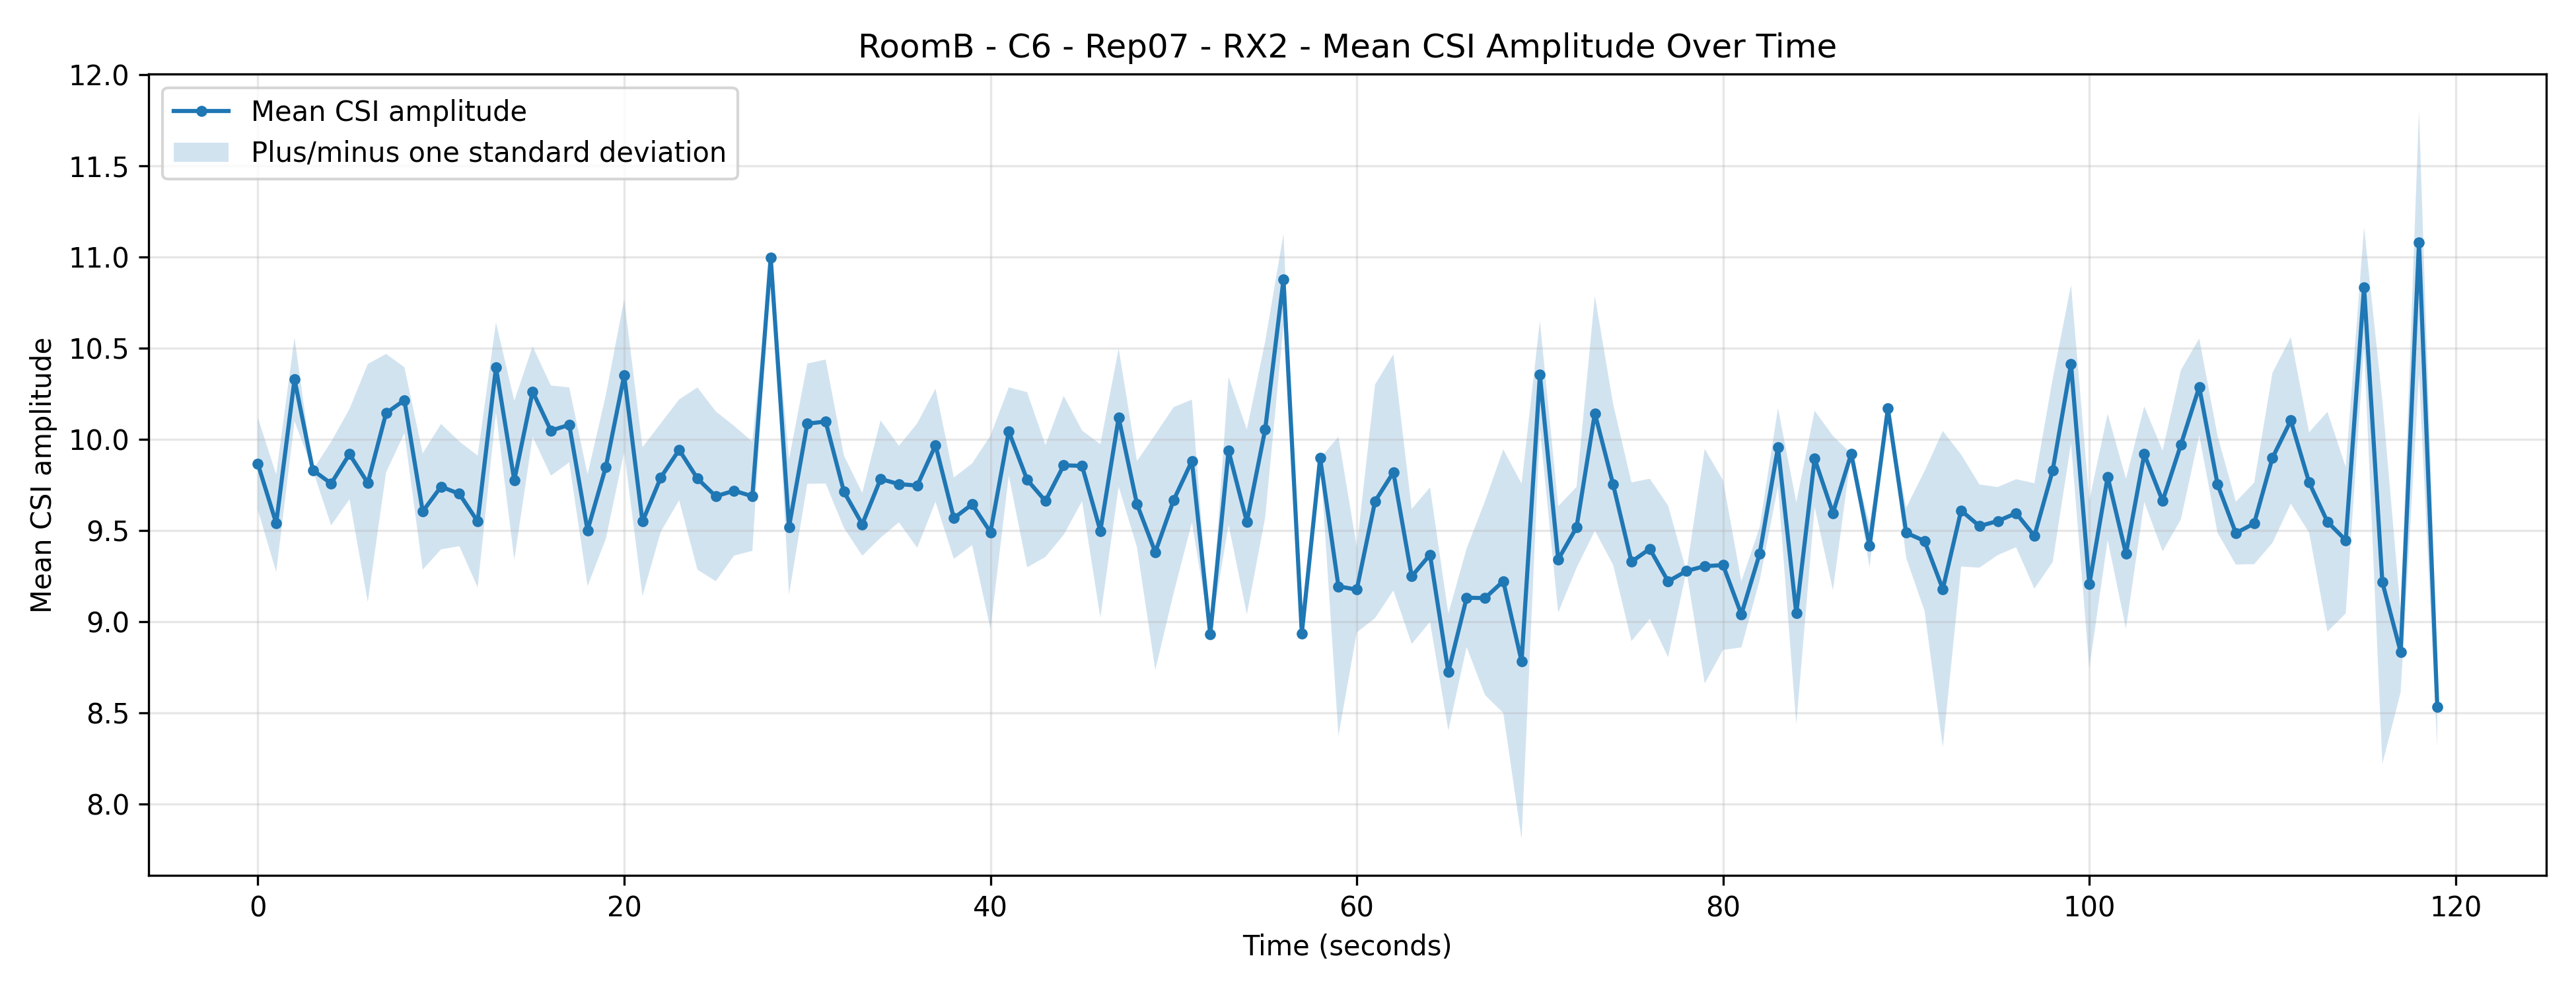 RoomB - C6 - Rep07 - RX2 - Mean CSI Amplitude Over Time
Mean CSI amplitude
Plus/minus one standard deviation
12.0
11.5
11.0
10.5
10.0
9.5
9.0
8.5
8.0
Mean CSI amplitude
0 20 40 60 80 100 120
Time (seconds)